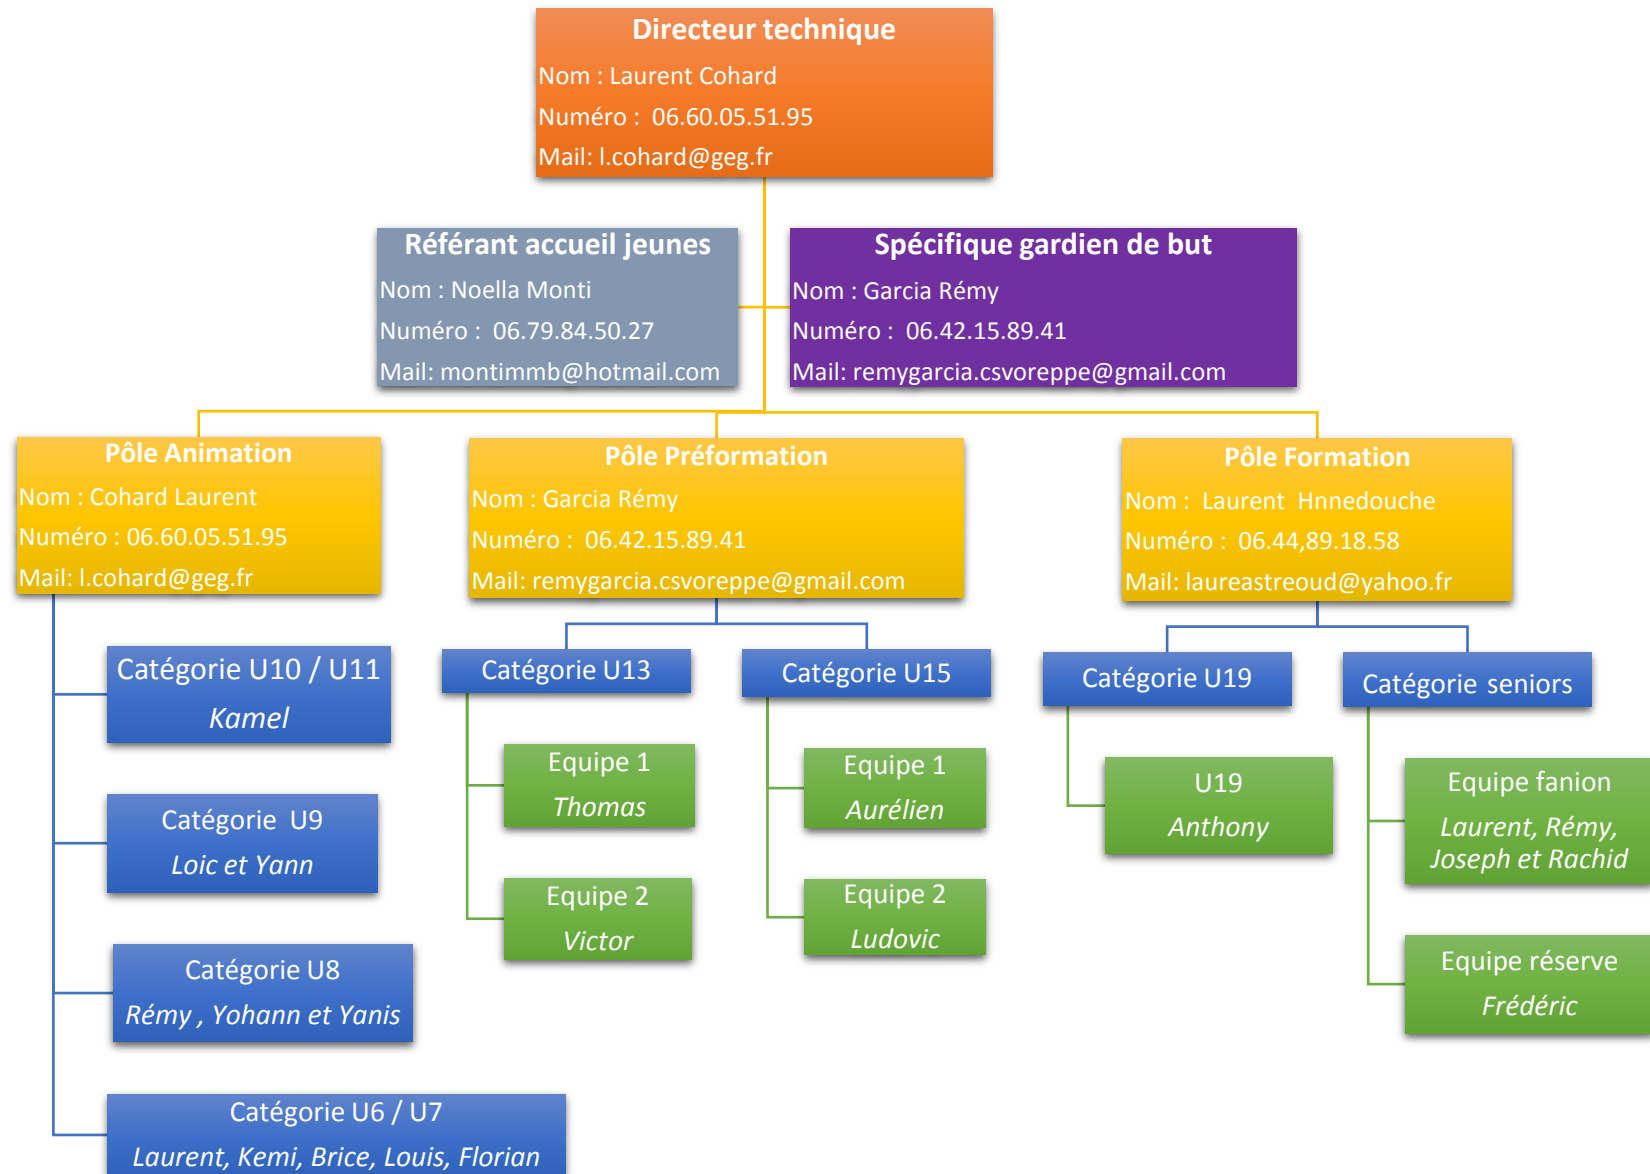 Directeur technique
Nom : Laurent Cohard
Numéro :  06.60.05.51.95
Mail: l.cohard@geg.fr
Référant accueil jeunes
Nom : Noella Monti
Numéro :  06.79.84.50.27
Mail: montimmb@hotmail.com
Spécifique gardien de but
Nom : Garcia Rémy
Numéro :  06.42.15.89.41
Mail: remygarcia.csvoreppe@gmail.com
Pôle Animation
Nom : Cohard Laurent
Numéro : 06.60.05.51.95
Mail: l.cohard@geg.fr
Pôle Préformation
Nom : Garcia Rémy
Numéro :  06.42.15.89.41
Mail: remygarcia.csvoreppe@gmail.com
Pôle Formation
Nom :  Laurent  Hnnedouche
Numéro :  06.44,89.18.58
Mail: laureastreoud@yahoo.fr
Catégorie U10 / U11
Kamel
Catégorie  U9
Loic et Yann
Catégorie U8
Rémy , Yohann et Yanis
Catégorie U6 / U7
Laurent, Kemi, Brice, Louis, Florian
Catégorie U13
Equipe 1
Thomas
Equipe 2
Victor
Catégorie U15
Equipe 1
Aurélien
Equipe 2
Ludovic
Catégorie U19
U19
Anthony
Catégorie seniors
Equipe fanion
Laurent, Rémy,
Joseph et Rachid
Equipe réserve
Frédéric